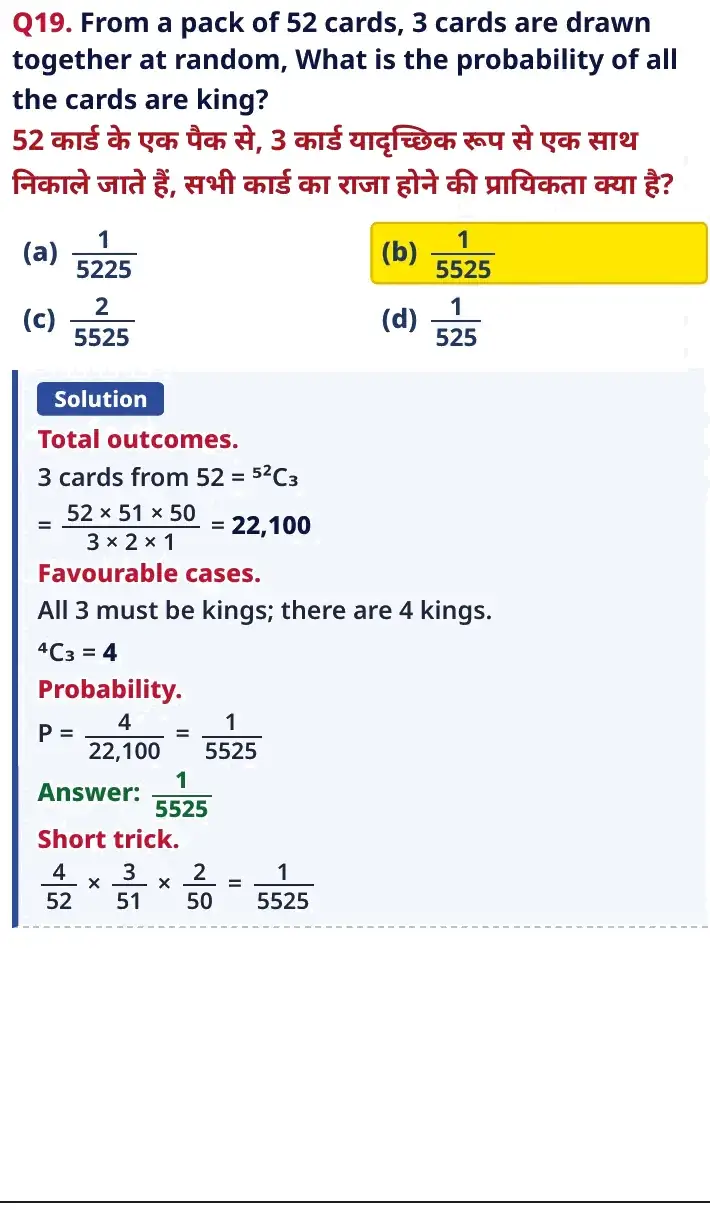 Q19. From a pack of 52 cards, 3 cards are drawn
together at random, What is the probability of all
the cards are king?
52 कार्ड के एक पैक से, 3 कार्ड यादृच्छिक रूप से एक साथ
निकाले जाते हैं, सभी कार्ड का राजा होने की प्रायिकता क्या है?
(a) 1/5225 (b) 1/5525
(c) 2/5525 (d) 1/525
Solution
Total outcomes.
3 cards from 52 = ⁵²C₃
= (52 × 51 × 50)/(3 × 2 × 1) = 22,100
Favourable cases.
All 3 must be kings; there are 4 kings.
⁴C₃ = 4
Probability.
P = 4/22,100 = 1/5525
Answer: 1/5525
Short trick.
4/52 × 3/51 × 2/50 = 1/5525